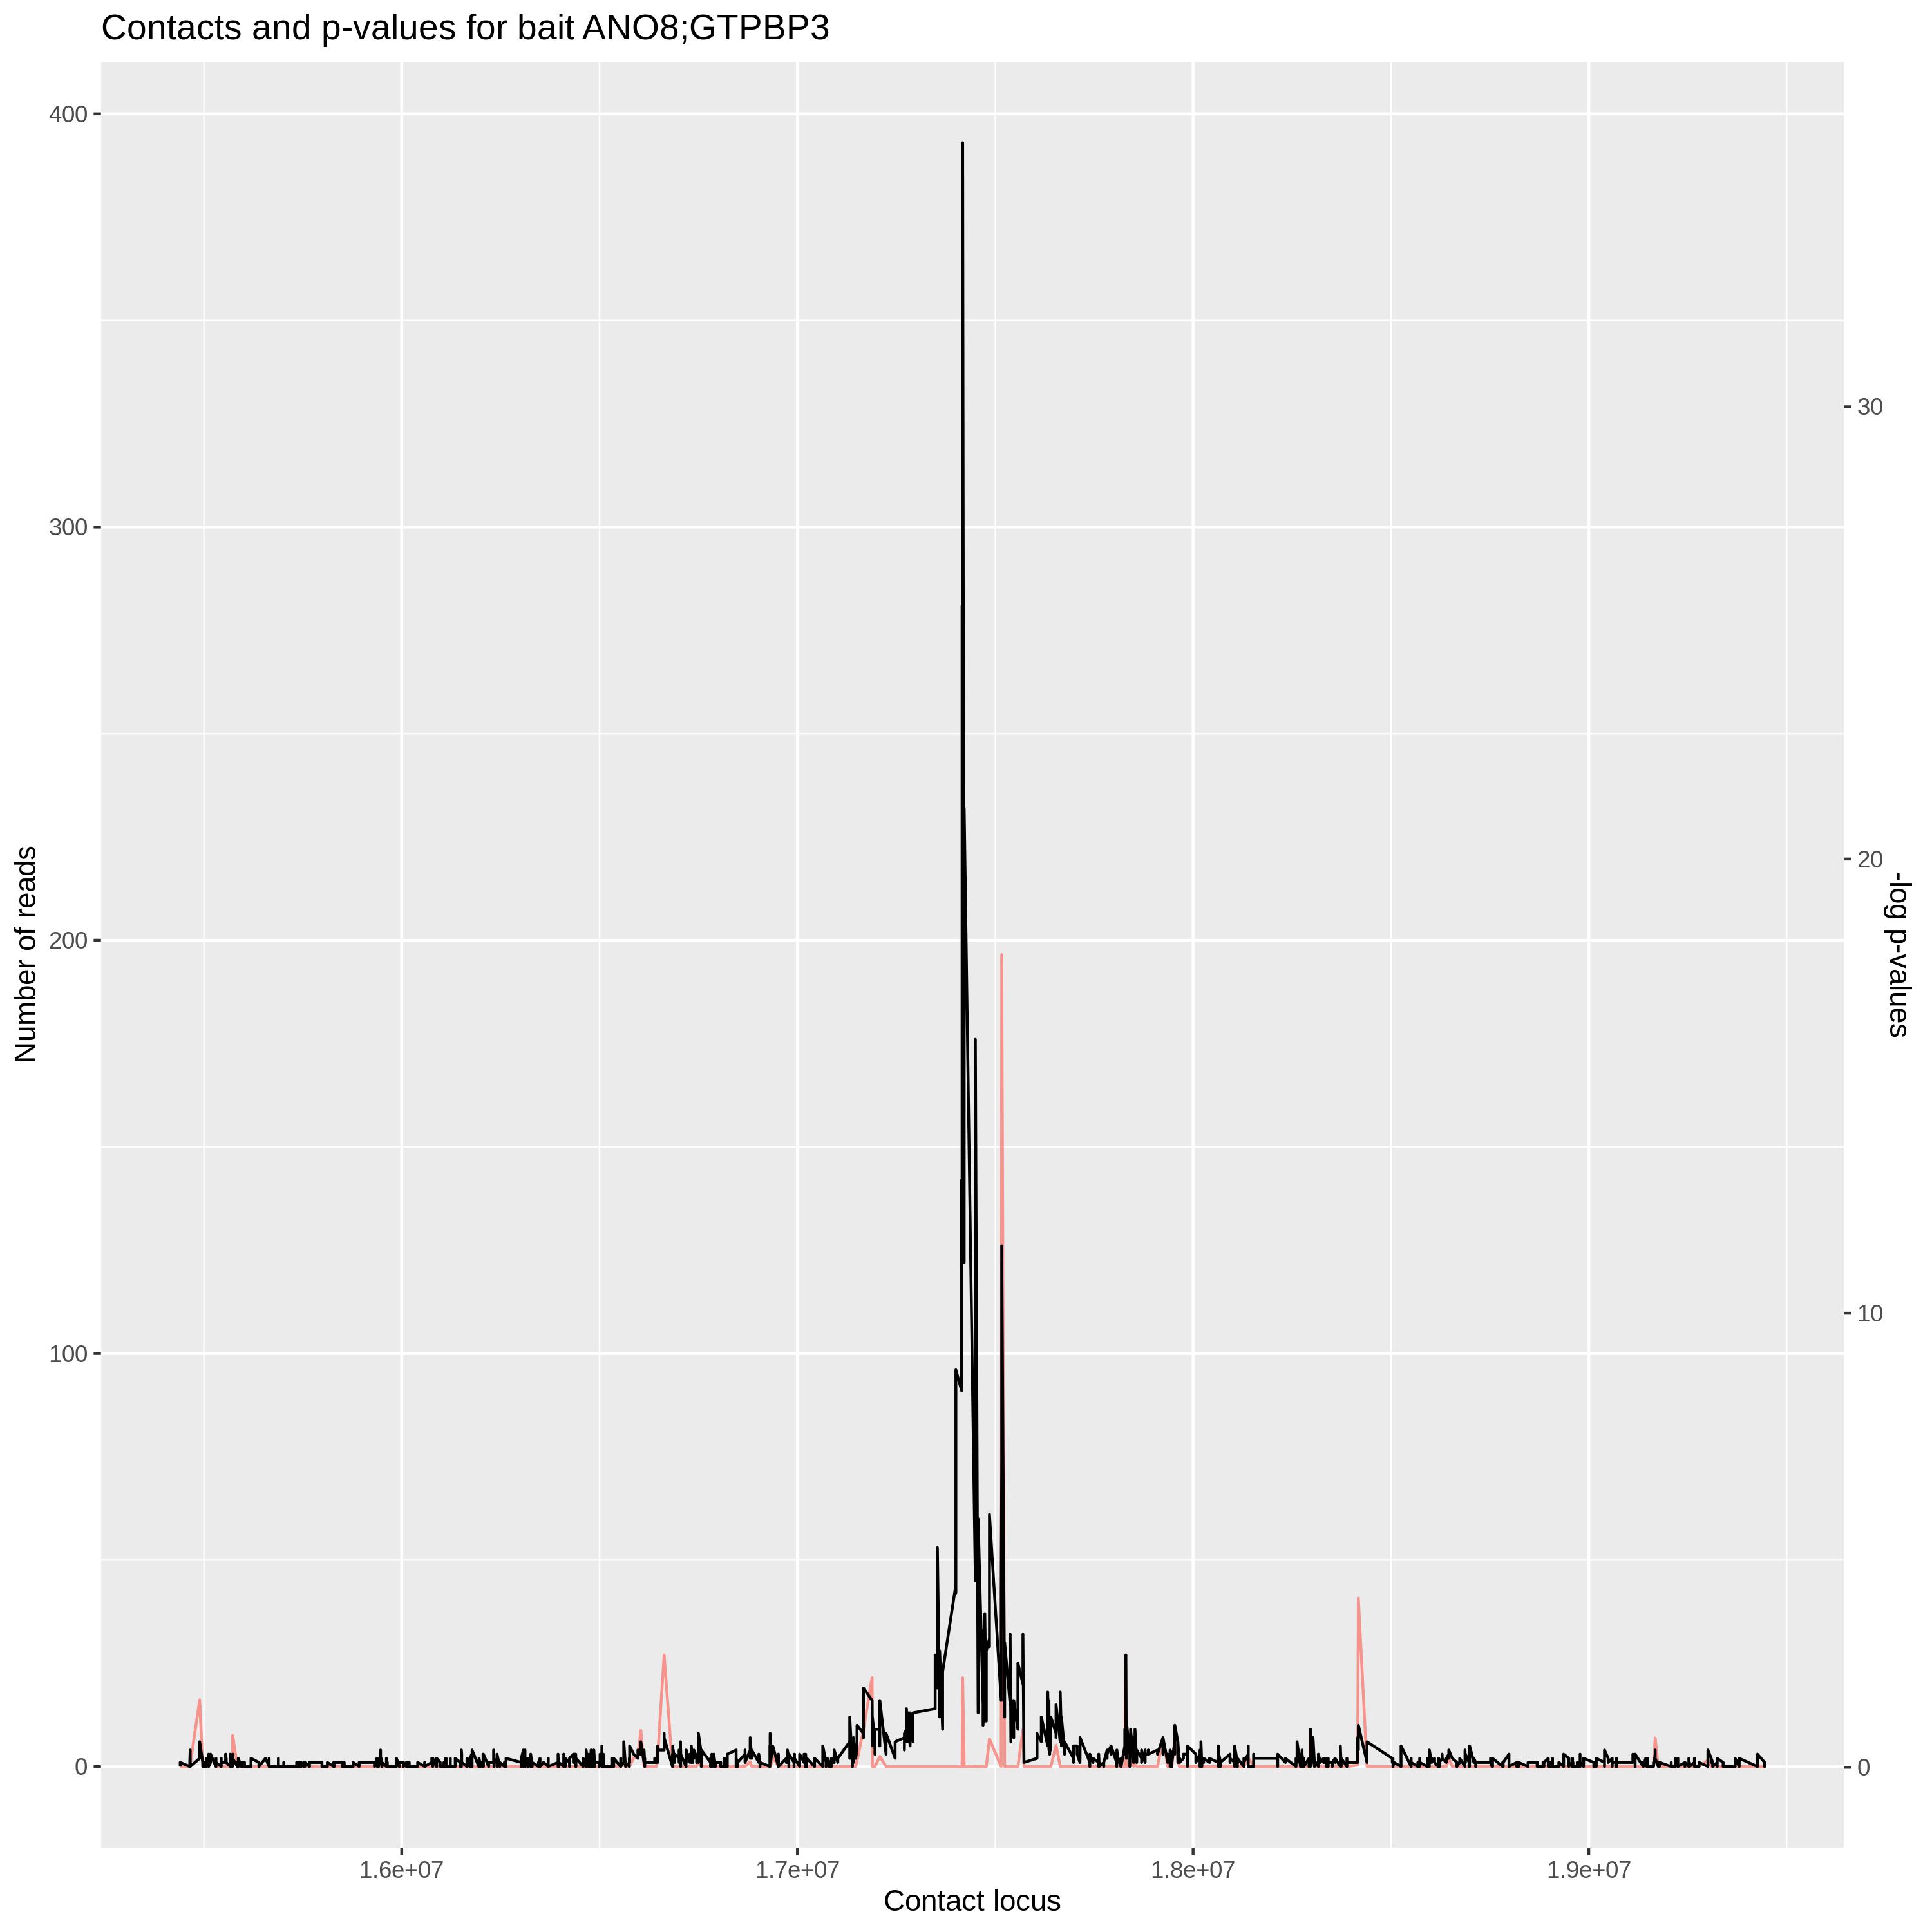 Contacts and p-values for bait ANO8;GTPBP3
400
300
200
100
0
Number of reads
30
20
10
0
-log p-values
1.6e+07
1.7e+07
1.8e+07
1.9e+07
Contact locus